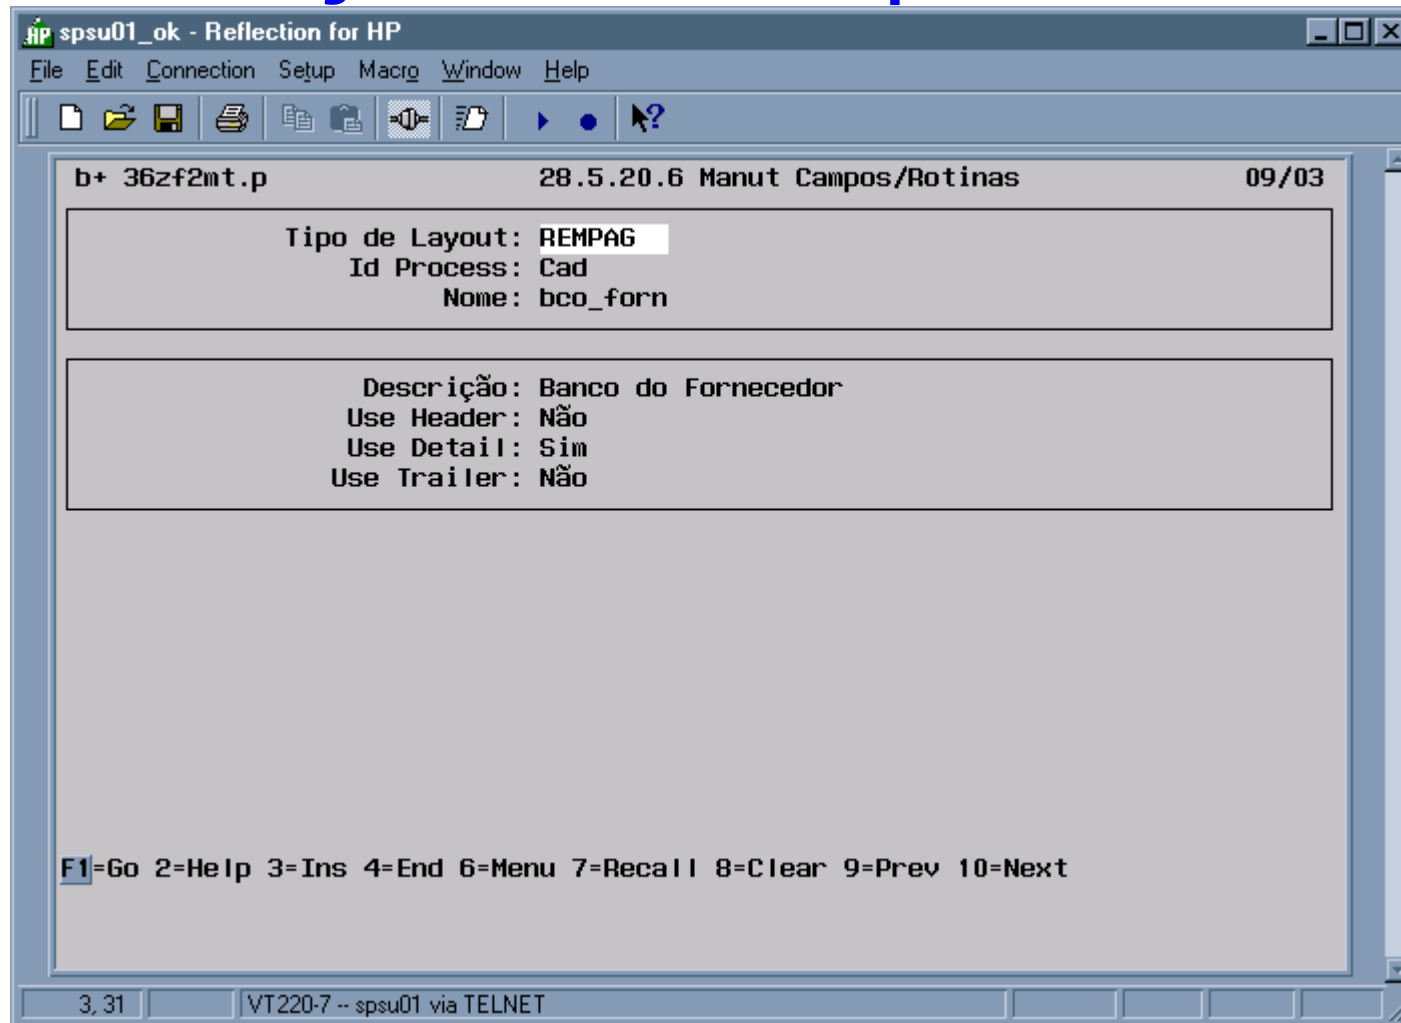 spsu01_ok - Reflection for HP
File Edit Connection Setup Macro Window Help
b+ 36zf2mt.p 28.5.20.6 Manut Campos/Rotinas 09/03
Tipo de Layout: REMPAG
Id Process: Cad
Nome: bco_forn
Descrição: Banco do Fornecedor
Use Header: Não
Use Detail: Sim
Use Trailer: Não
F1=Go 2=Help 3=Ins 4=End 6=Menu 7=Recall 8=Clear 9=Prev 10=Next
3, 31 VT220-7 -- spsu01 via TELNET